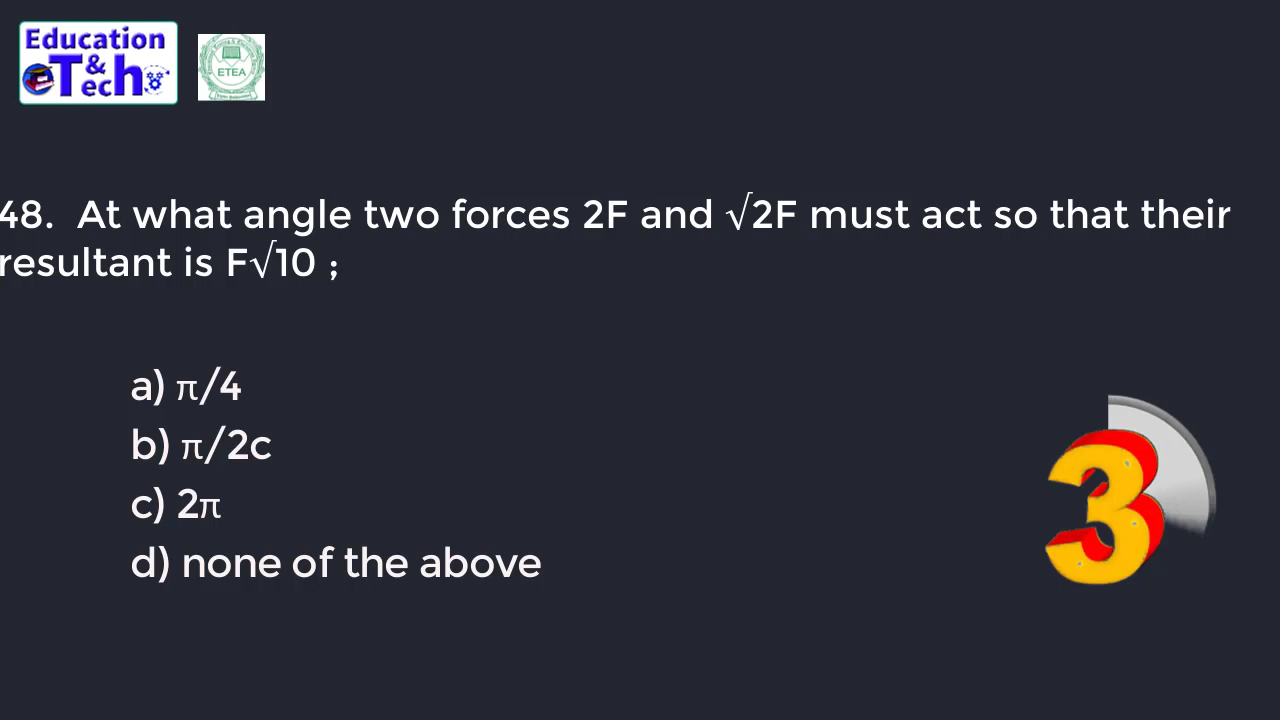 Education
&
Tech
ETEA
48. At what angle two forces 2F and √2F must act so that their
resultant is F√10 ;
a) π/4
b) π/2c
c) 2π
d) none of the above
3